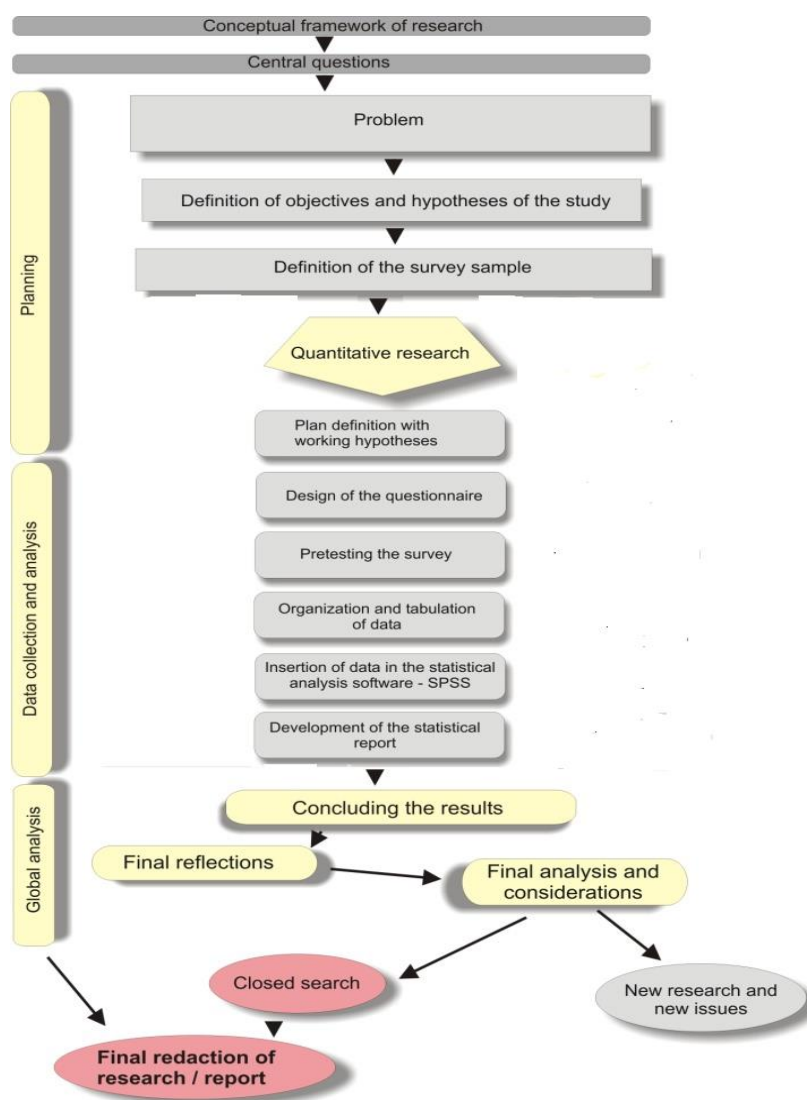 Conceptual framework of research
Central questions
Planning
Problem
Definition of objectives and hypotheses of the study
Definition of the survey sample
Quantitative research
Plan definition with
working hypotheses
Data collection and analysis
Design of the questionnaire
Pretesting the survey
Organization and tabulation
of data
Insertion of data in the statistical
analysis software - SPSS
Development of the statistical
report
Global analysis
Concluding the results
Final reflections
Final analysis and
considerations
Closed search
New research and
new issues
Final redaction of
research / report